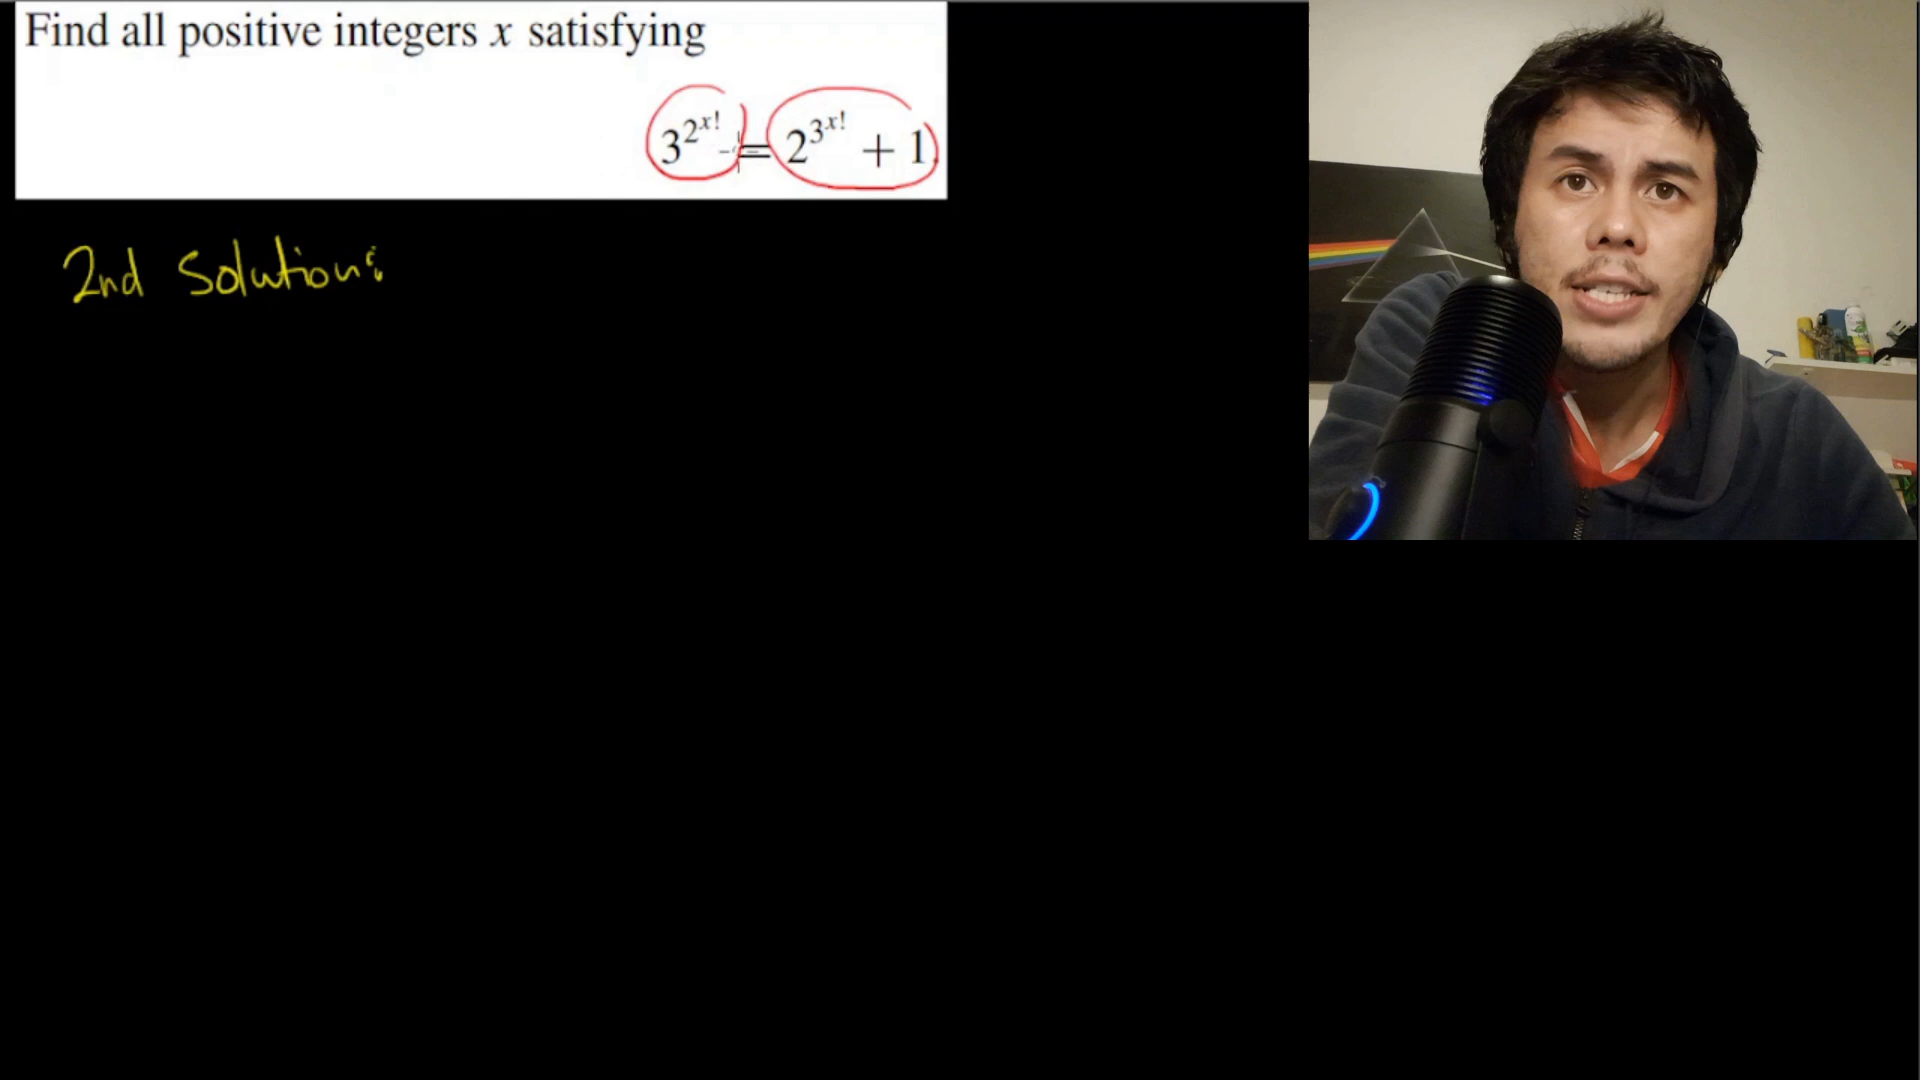 Find all positive integers x satisfying
3^{2^{x!}} = 2^{3^{x!}} + 1.
2nd Solution: